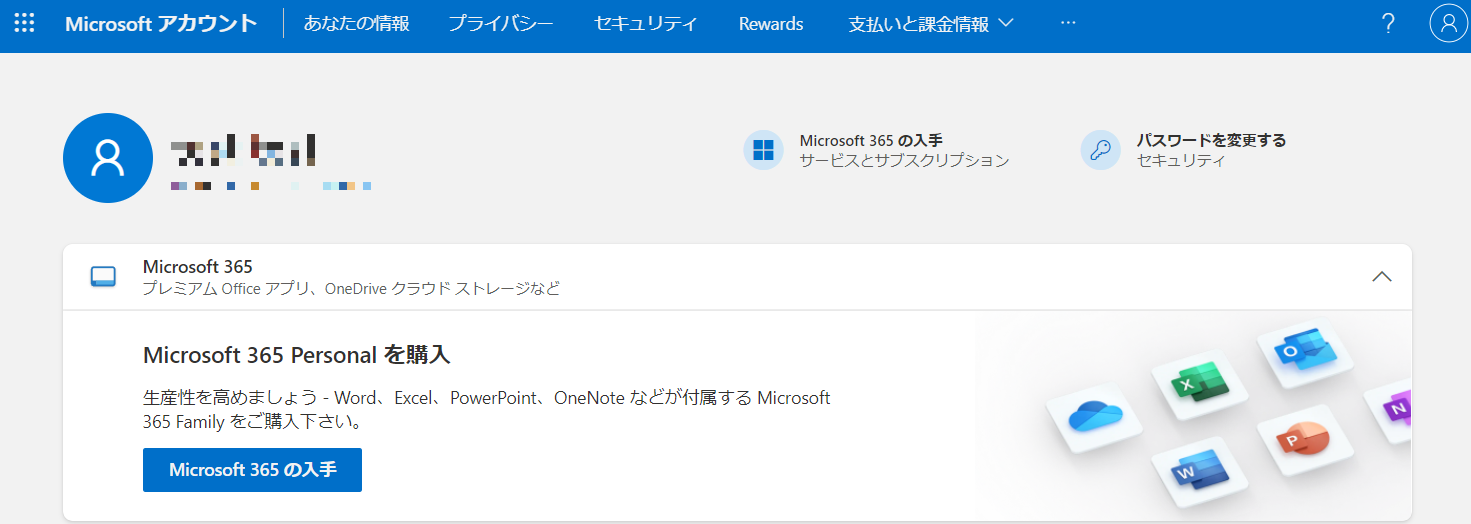 Microsoft アカウント あなたの情報 プライバシー セキュリティ Rewards 支払いと課金情報 … ?
Microsoft 365 の入手
サービスとサブスクリプション
パスワードを変更する
セキュリティ
Microsoft 365
プレミアム Office アプリ、OneDrive クラウド ストレージなど
Microsoft 365 Personal を購入
生産性を高めましょう - Word、Excel、PowerPoint、OneNote などが付属する Microsoft
365 Family をご購入下さい。
Microsoft 365 の入手
O
X
N
P
W